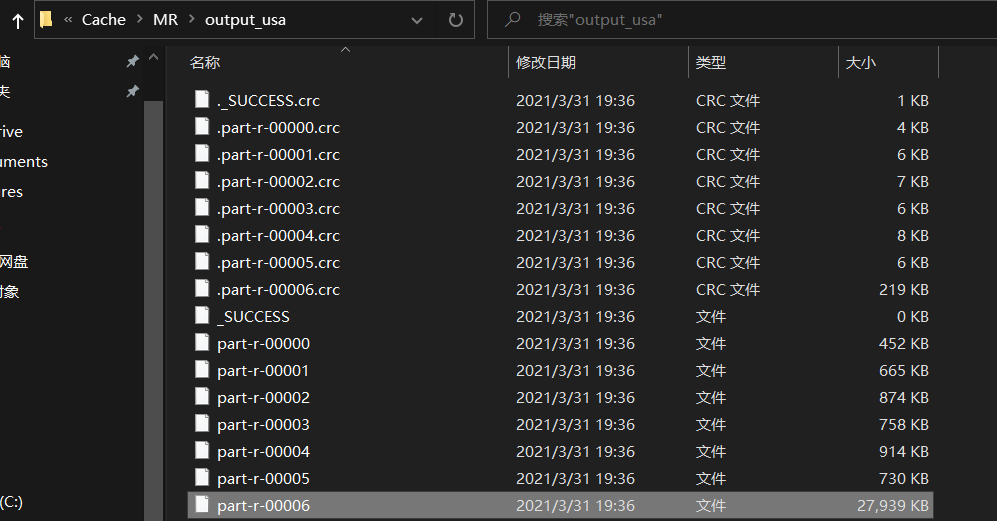 « Cache > MR > output_usa
搜索"output_usa"
名称 修改日期 类型 大小
._SUCCESS.crc 2021/3/31 19:36 CRC 文件 1 KB
.part-r-00000.crc 2021/3/31 19:36 CRC 文件 4 KB
.part-r-00001.crc 2021/3/31 19:36 CRC 文件 6 KB
.part-r-00002.crc 2021/3/31 19:36 CRC 文件 7 KB
.part-r-00003.crc 2021/3/31 19:36 CRC 文件 6 KB
.part-r-00004.crc 2021/3/31 19:36 CRC 文件 8 KB
.part-r-00005.crc 2021/3/31 19:36 CRC 文件 6 KB
.part-r-00006.crc 2021/3/31 19:36 CRC 文件 219 KB
_SUCCESS 2021/3/31 19:36 文件 0 KB
part-r-00000 2021/3/31 19:36 文件 452 KB
part-r-00001 2021/3/31 19:36 文件 665 KB
part-r-00002 2021/3/31 19:36 文件 874 KB
part-r-00003 2021/3/31 19:36 文件 758 KB
part-r-00004 2021/3/31 19:36 文件 914 KB
part-r-00005 2021/3/31 19:36 文件 730 KB
part-r-00006 2021/3/31 19:36 文件 27,939 KB
脑
夹
rive
uments
res
网盘
对象
(C:)